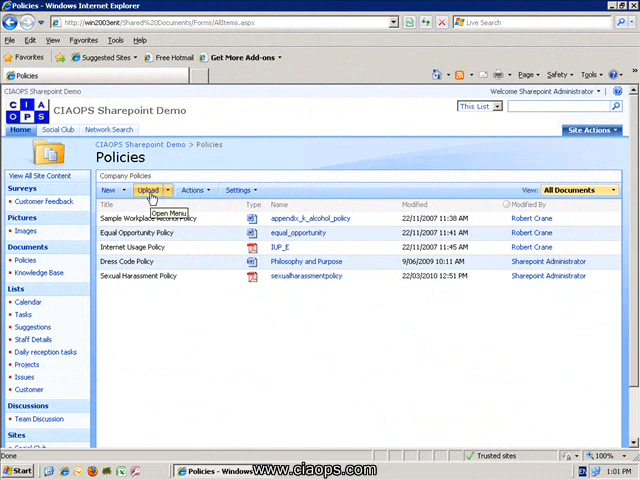 Policies - Windows Internet Explorer
http://win2003ent/Shared%20Documents/Forms/AllItems.aspx
Live Search
File Edit View Favorites Tools Help
Favorites Suggested Sites Free Hotmail Get More Add-ons
Policies
Page Safety Tools
CIAOPS Sharepoint Demo
Welcome Sharepoint Administrator
CIA
OPS
CIAOPS Sharepoint Demo
This List
Home Social Club Network Search
Site Actions
CIAOPS Sharepoint Demo > Policies
Policies
View All Site Content
Surveys
Customer feedback
Pictures
Images
Documents
Policies
Knowledge Base
Lists
Calendar
Tasks
Suggestions
Staff Details
Daily reception tasks
Projects
Issues
Customer
Discussions
Team Discussion
Sites
Social Club
Company Policies
New Upload Actions Settings
View: All Documents
Open Menu
Title Type Name Modified Modified By
Sample Workplace Alcohol Policy appendix_k_alcohol_policy 22/11/2007 11:38 AM Robert Crane
Equal Opportunity Policy equal_opportunity 22/11/2007 11:41 AM Robert Crane
Internet Usage Policy IUP_E 22/11/2007 11:45 AM Robert Crane
Dress Code Policy Philosophy and Purpose 9/06/2009 10:11 AM Sharepoint Administrator
Sexual Harassment Policy sexualharassmentpolicy 22/03/2010 12:51 PM Sharepoint Administrator
Done
Trusted sites
100%
Start
Policies - Windows
www.ciaops.com
EN
1:01 PM